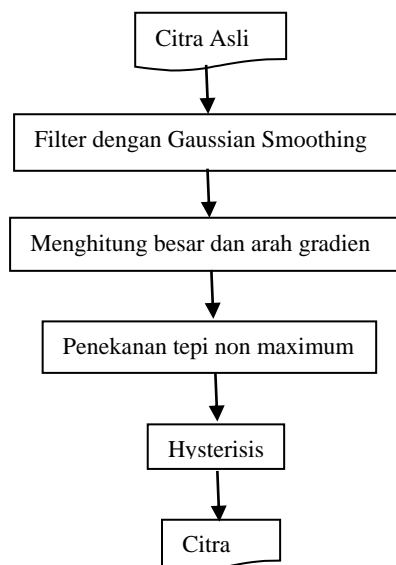 Citra Asli
Filter dengan Gaussian Smoothing
Menghitung besar dan arah gradien
Penekanan tepi non maximum
Hysterisis
Citra